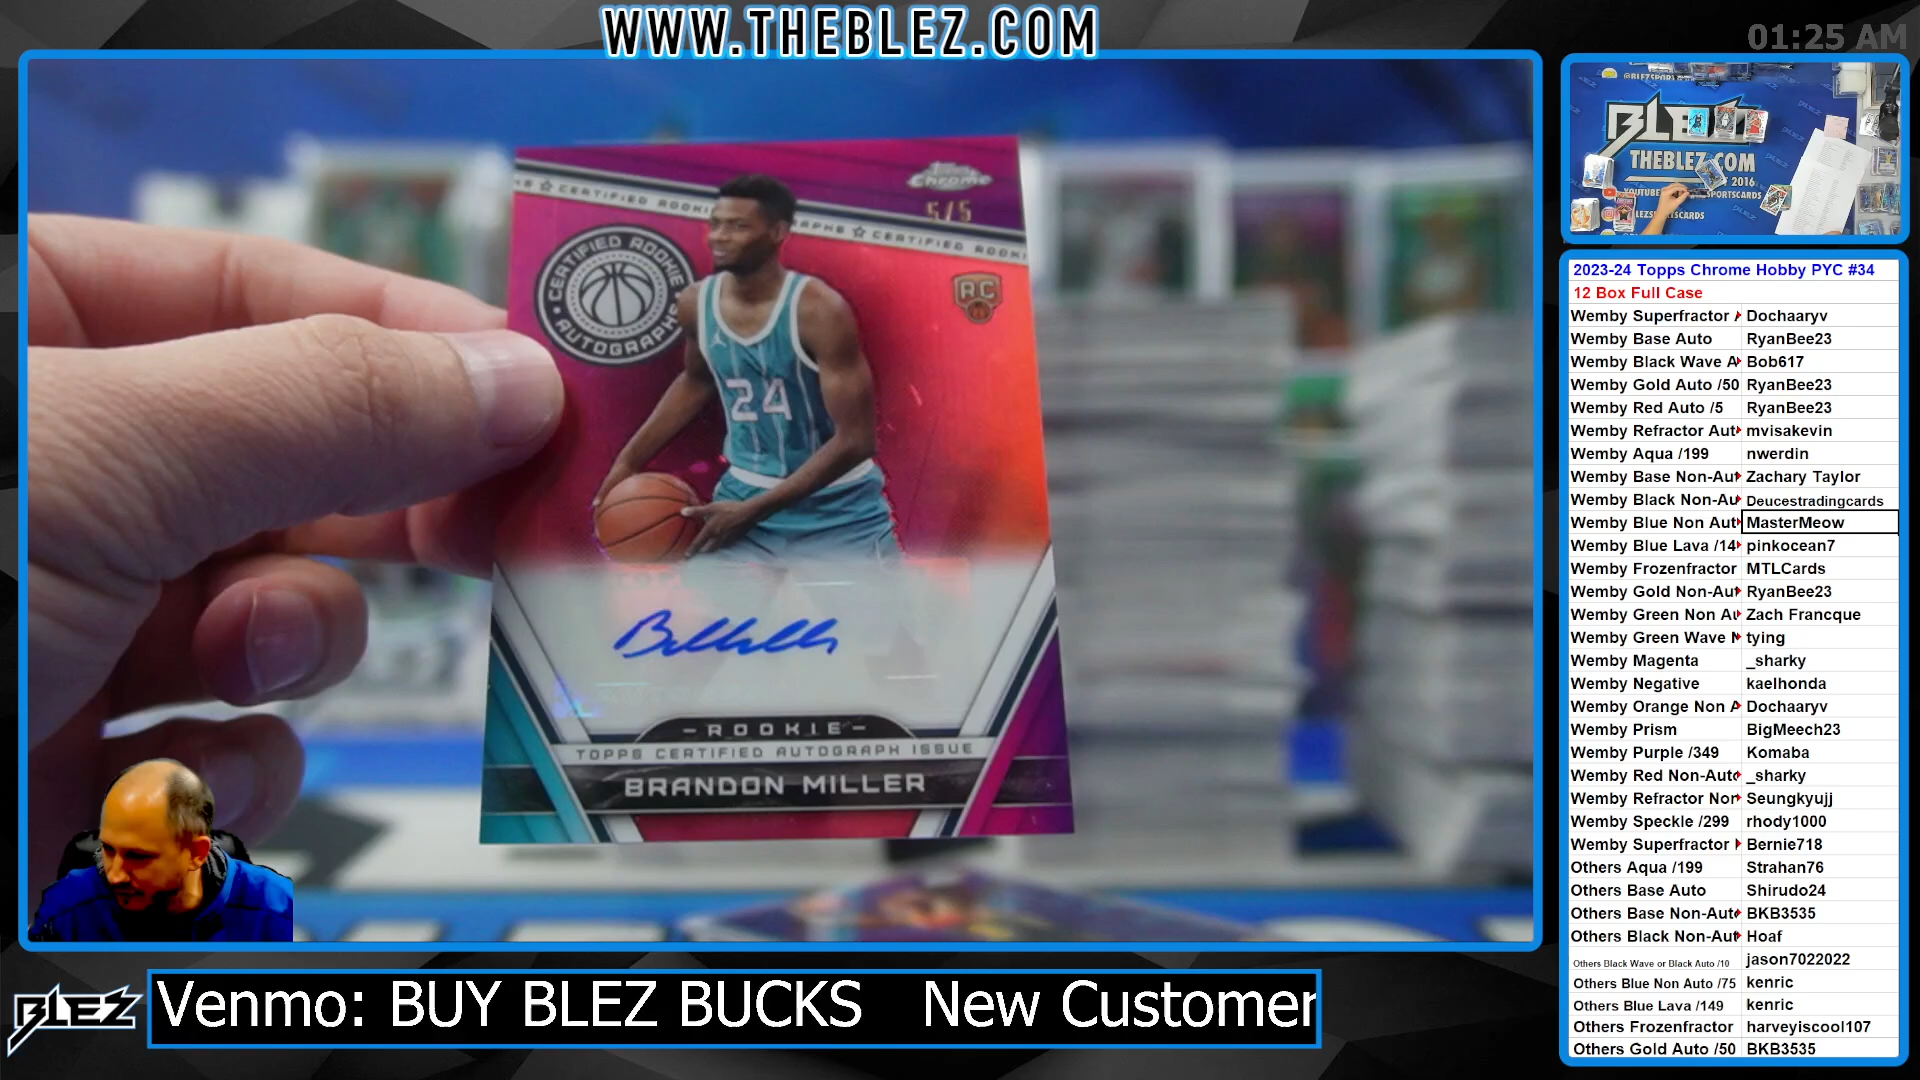 WWW.THEBLEZ.COM
01:25 AM
Topps
Chrome
5/5
CERTIFIED ROOKIE
AUTOGRAPHS
RC
24
-ROOKIE-
TOPPS CERTIFIED AUTOGRAPH ISSUE
BRANDON MILLER
BLEZ
THEBLEZ.COM
2016
YOUTUBE
SPORTSCARDS
2023-24 Topps Chrome Hobby PYC #34
12 Box Full Case
Wemby Superfractor A Dochaaryv
Wemby Base Auto RyanBee23
Wemby Black Wave A Bob617
Wemby Gold Auto /50 RyanBee23
Wemby Red Auto /5 RyanBee23
Wemby Refractor Aut mvisakevin
Wemby Aqua /199 nwerdin
Wemby Base Non-Aut Zachary Taylor
Wemby Black Non-Au Deucestradingcards
Wemby Blue Non Aut MasterMeow
Wemby Blue Lava /14 pinkocean7
Wemby Frozenfractor MTLCards
Wemby Gold Non-Aut RyanBee23
Wemby Green Non Au Zach Francque
Wemby Green Wave N tying
Wemby Magenta _sharky
Wemby Negative kaelhonda
Wemby Orange Non A Dochaaryv
Wemby Prism BigMeech23
Wemby Purple /349 Komaba
Wemby Red Non-Auto _sharky
Wemby Refractor Non Seungkyujj
Wemby Speckle /299 rhody1000
Wemby Superfractor Bernie718
Others Aqua /199 Strahan76
Others Base Auto Shirudo24
Others Base Non-Aut BKB3535
Others Black Non-Aut Hoaf
Others Black Wave or Black Auto /10 jason7022022
Others Blue Non Auto /75 kenric
Others Blue Lava /149 kenric
Others Frozenfractor harveyiscool107
Others Gold Auto /50 BKB3535
BLEZ
Venmo: BUY BLEZ BUCKS New Customer